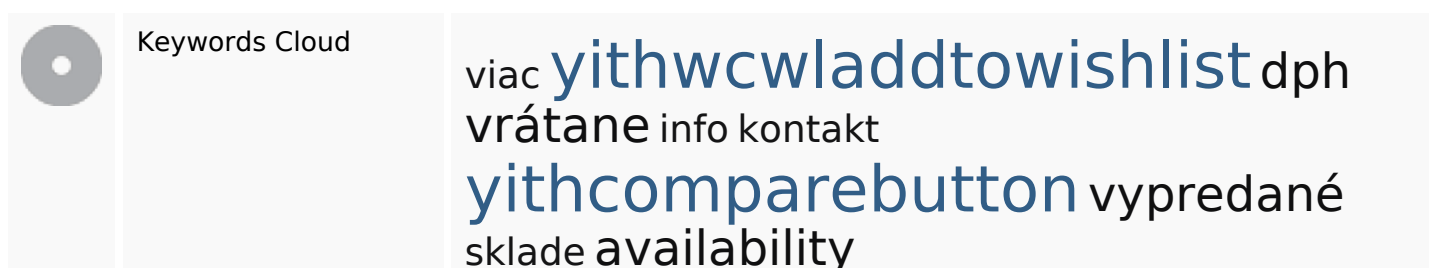 Keywords Cloud
viac yithwcwladdtowishlist dph
vrátane info kontakt
yithcomparebutton vypredané
sklade availability